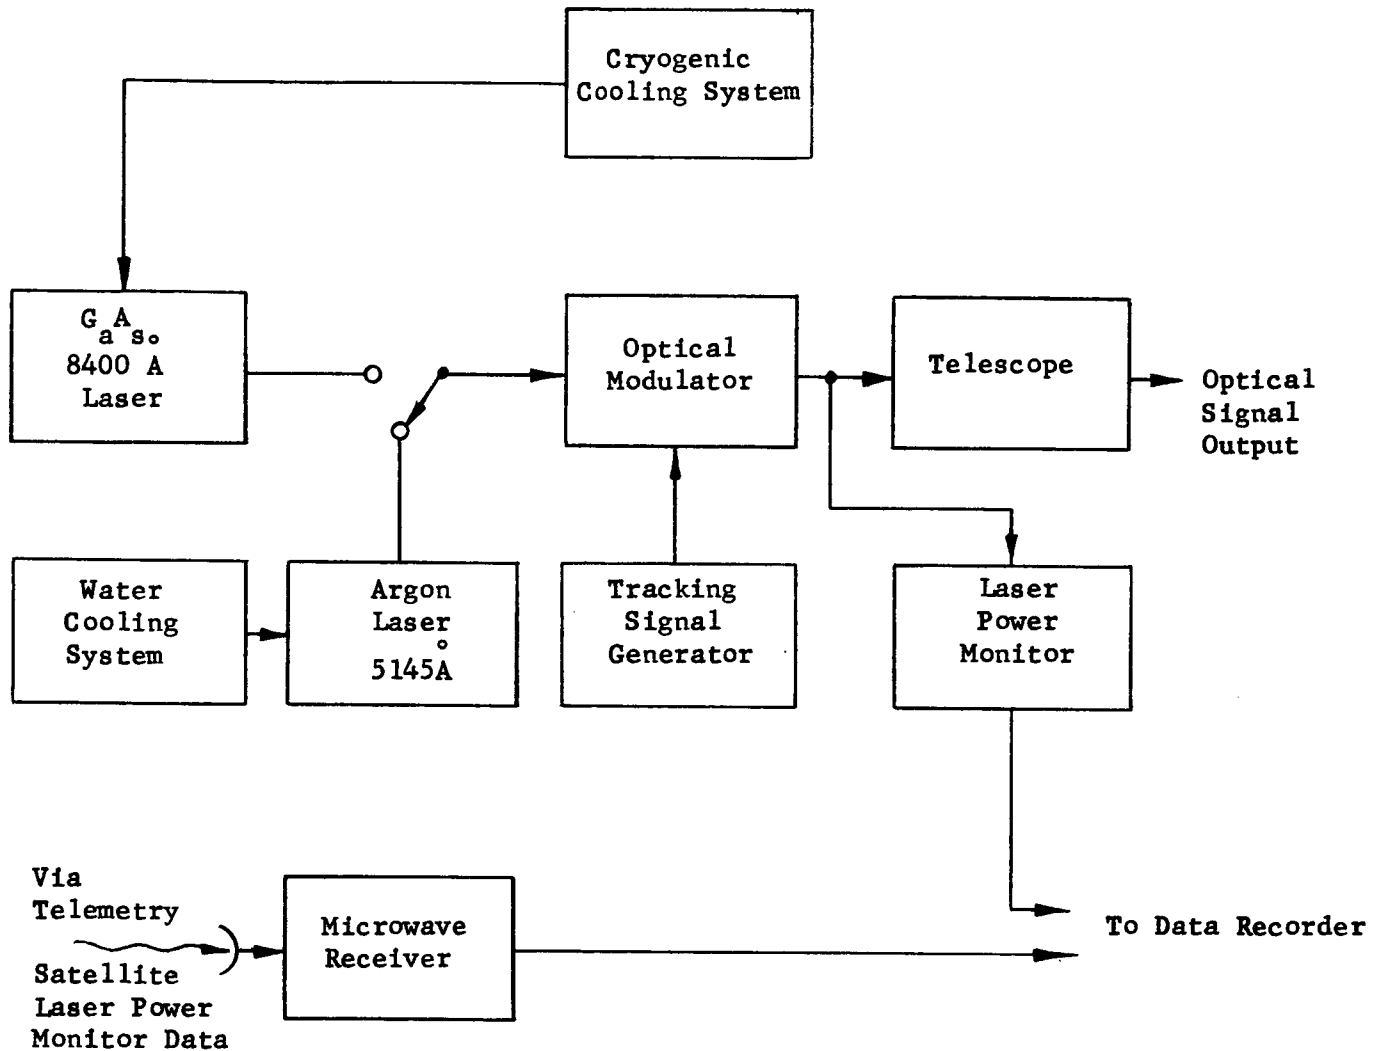 Cryogenic
Cooling System
GaAs
8400 Å
Laser
Optical
Modulator
Telescope
Optical
Signal
Output
Water
Cooling
System
Argon
Laser
5145Å
Tracking
Signal
Generator
Laser
Power
Monitor
Via
Telemetry
Satellite
Laser Power
Monitor Data
Microwave
Receiver
To Data Recorder